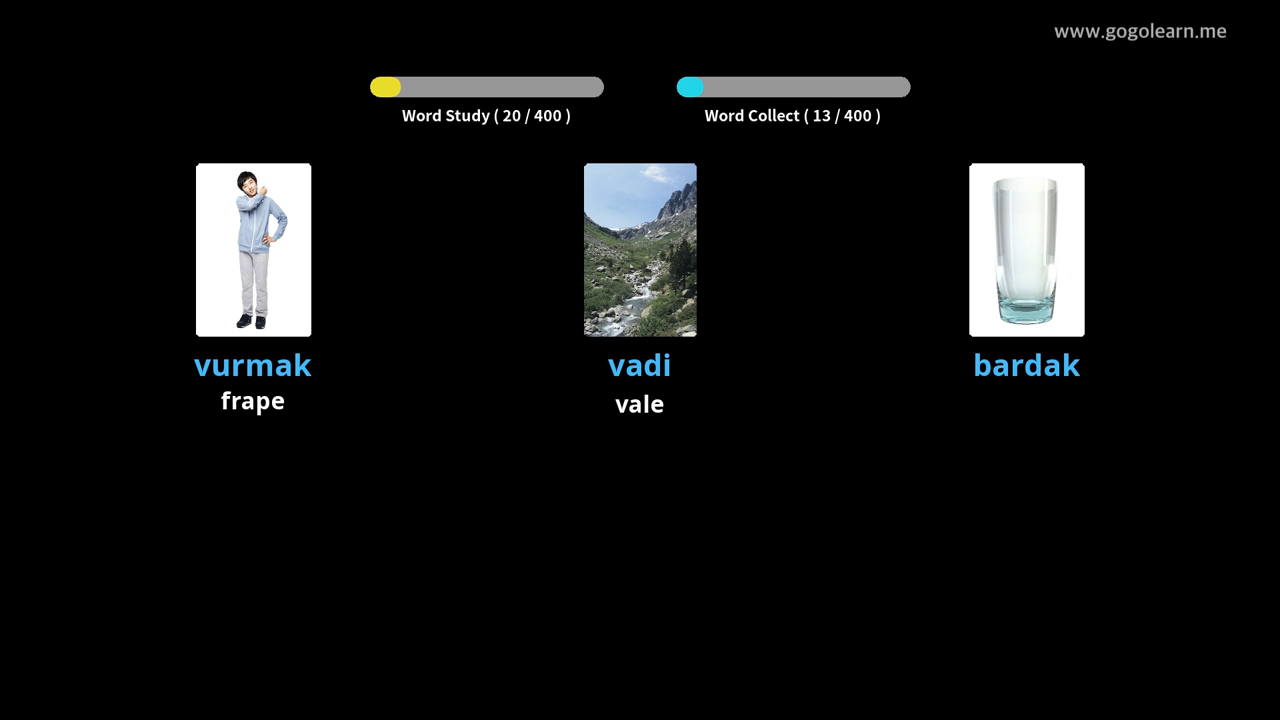 www.gogolearn.me
Word Study ( 20 / 400 )
Word Collect ( 13 / 400 )
vurmak
frape
vadi
vale
bardak